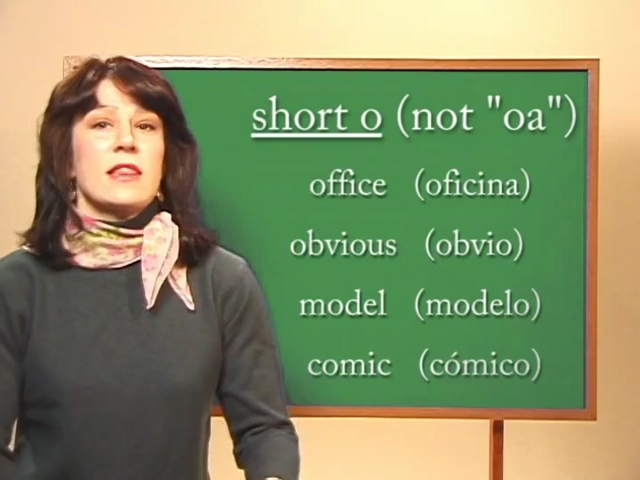 short o (not "oa")
office (oficina)
obvious (obvio)
model (modelo)
comic (cómico)